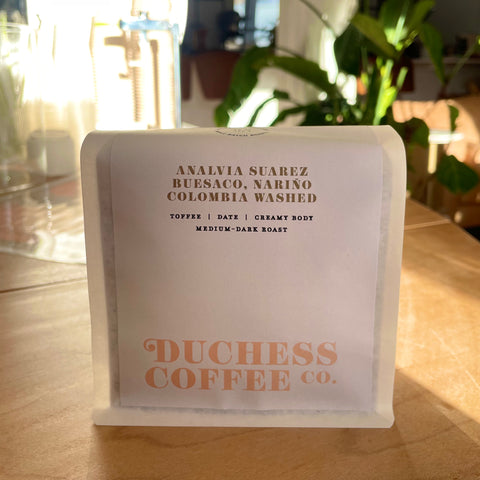 ANALVIA SUAREZ
BUESACO, NARIÑO
COLOMBIA WASHED
TOFFEE | DATE | CREAMY BODY
MEDIUM-DARK ROAST
DUCHESS
COFFEE CO.